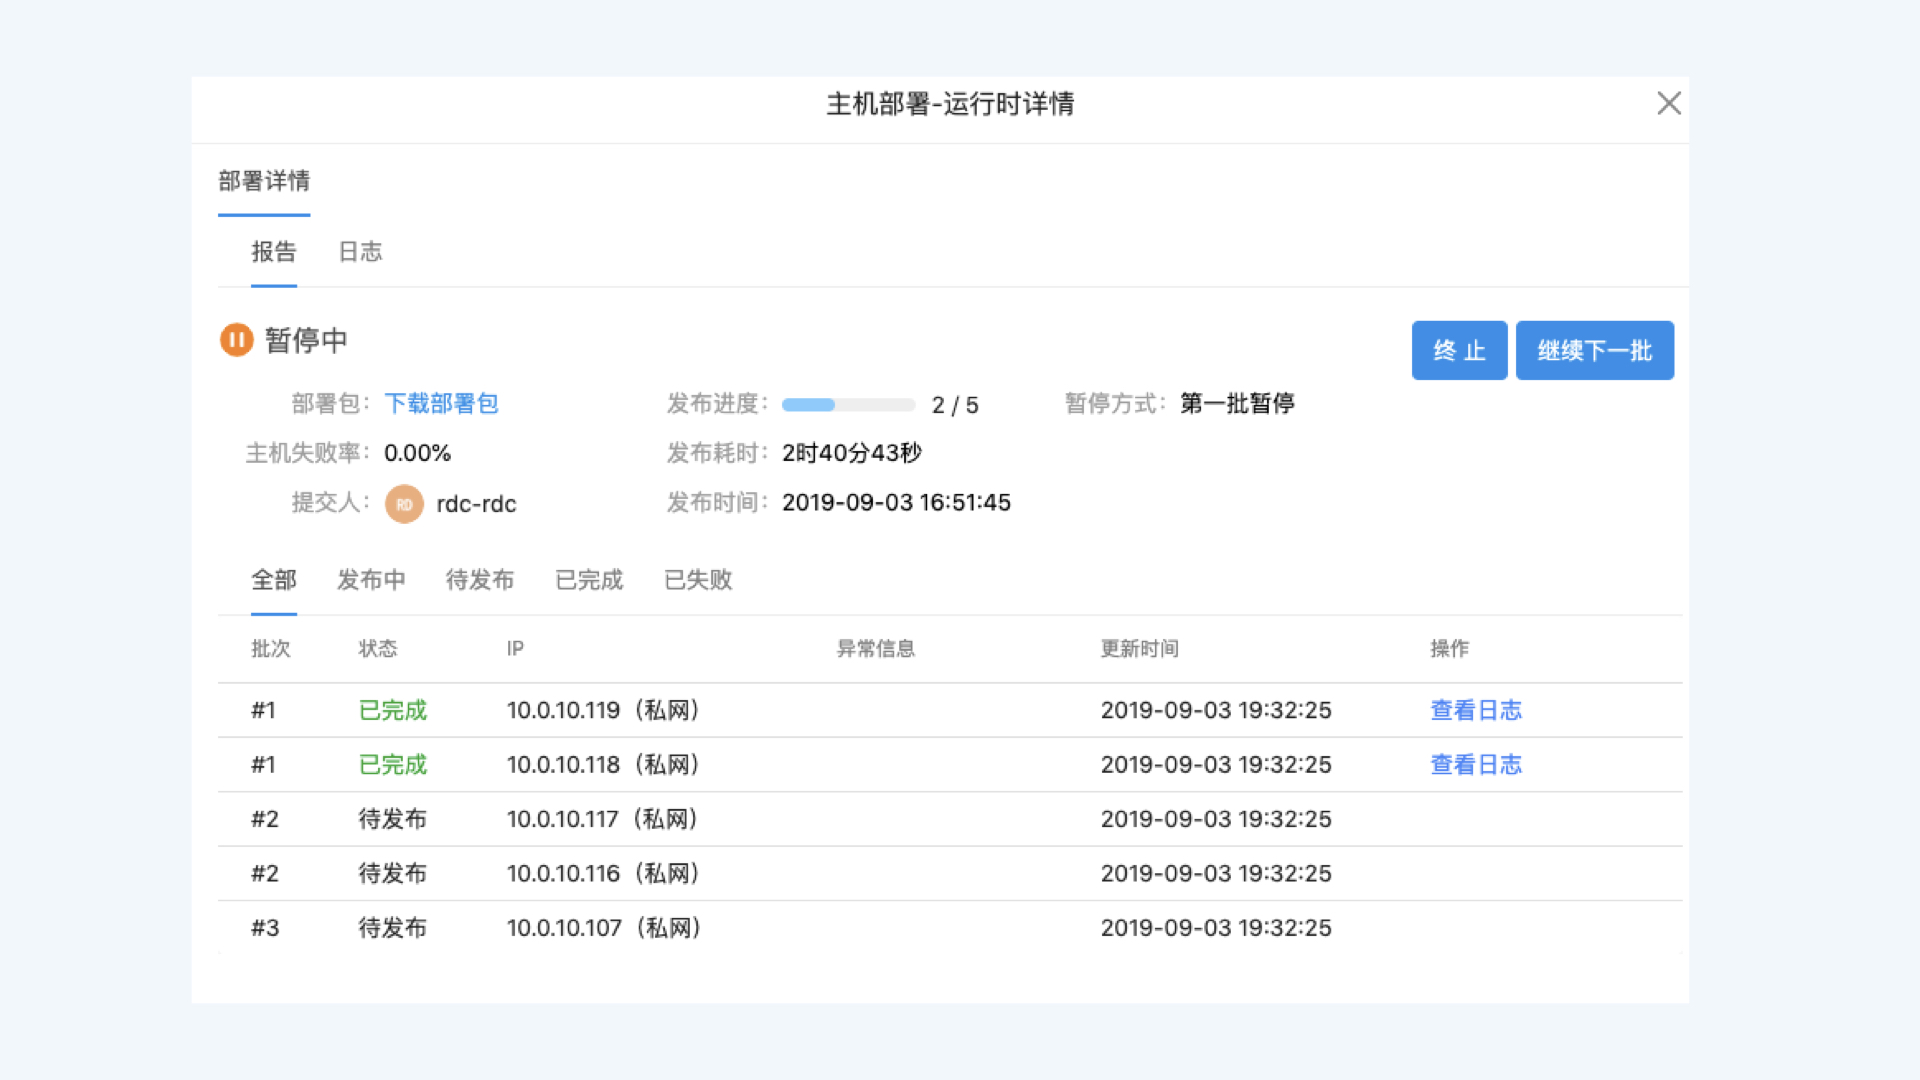 主机部署-运行时详情
部署详情
报告 日志
暂停中 终 止 继续下一批
部署包: 下载部署包 发布进度: 2 / 5 暂停方式: 第一批暂停
主机失败率: 0.00% 发布耗时: 2时40分43秒
提交人: RD rdc-rdc 发布时间: 2019-09-03 16:51:45
全部 发布中 待发布 已完成 已失败
批次 状态 IP 异常信息 更新时间 操作
#1 已完成 10.0.10.119（私网） 2019-09-03 19:32:25 查看日志
#1 已完成 10.0.10.118（私网） 2019-09-03 19:32:25 查看日志
#2 待发布 10.0.10.117（私网） 2019-09-03 19:32:25
#2 待发布 10.0.10.116（私网） 2019-09-03 19:32:25
#3 待发布 10.0.10.107（私网） 2019-09-03 19:32:25